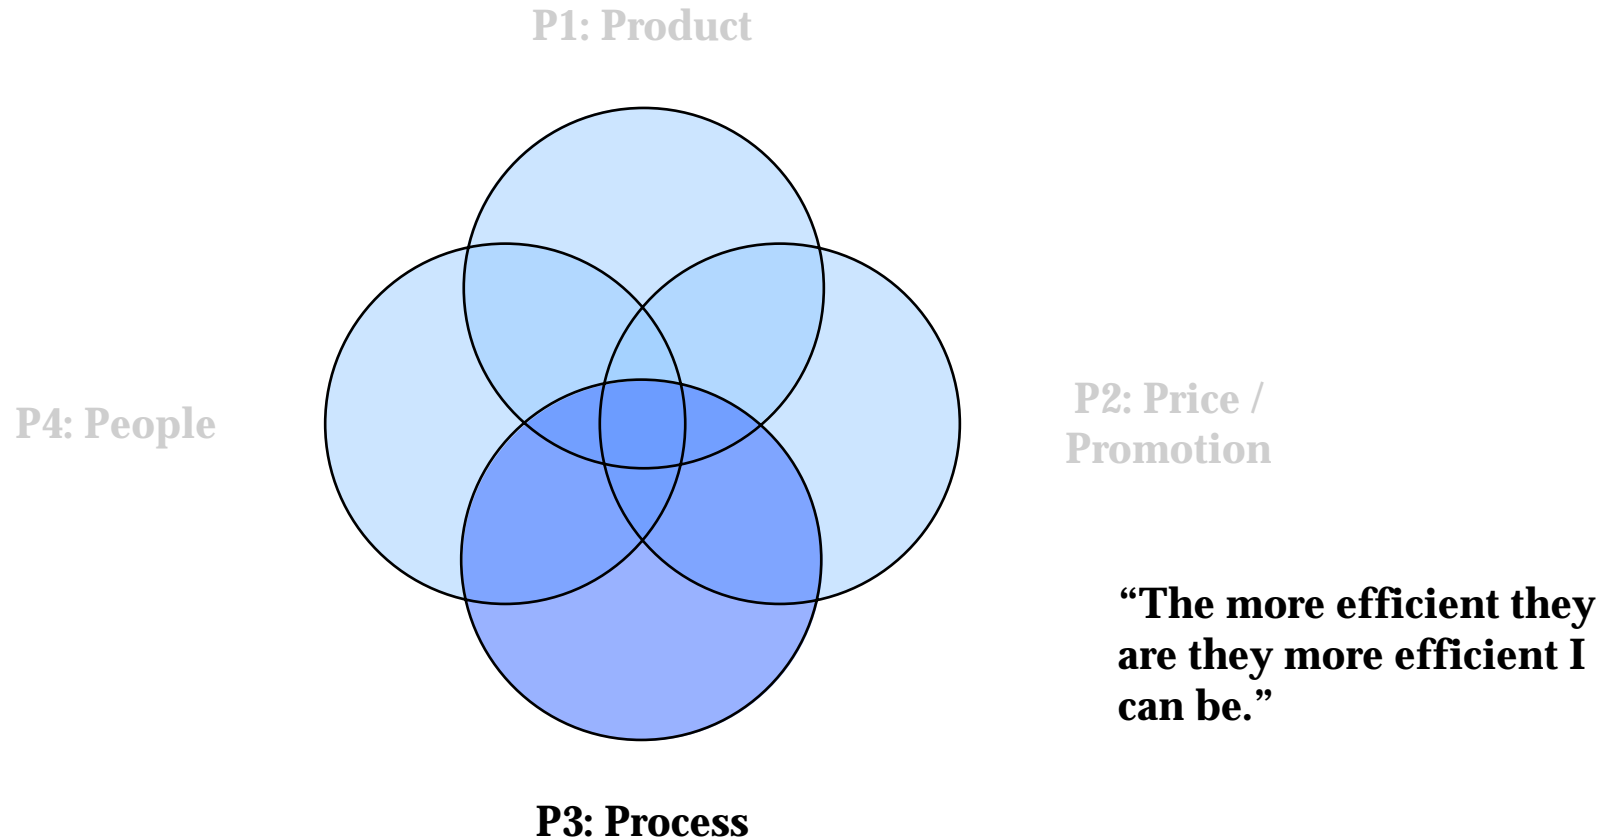 P1: Product
P4: People
P2: Price /
Promotion
“The more efficient they
are they more efficient I
can be.”
P3: Process